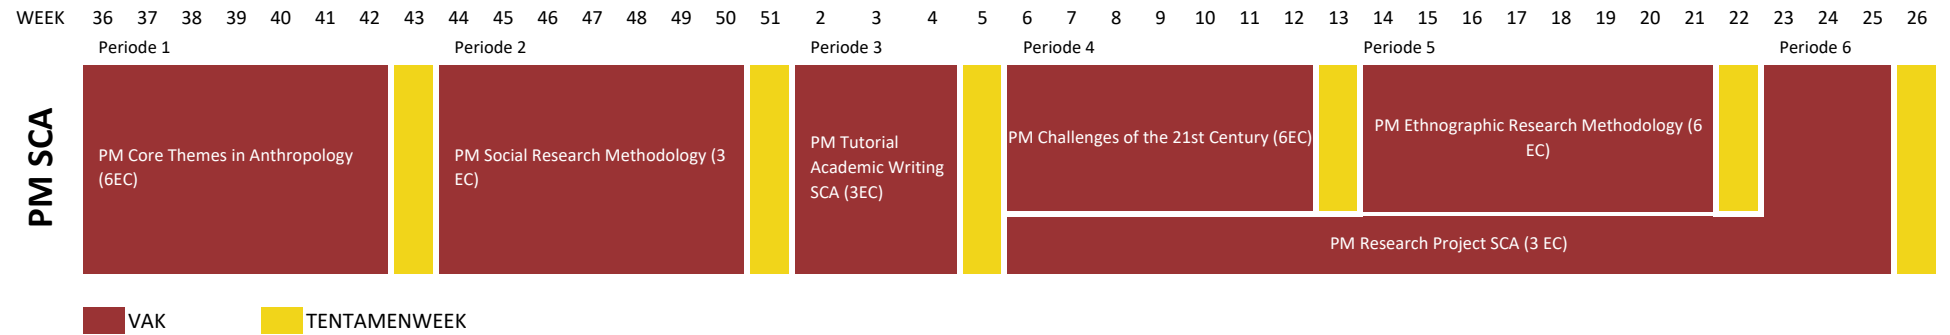 WEEK 36 37 38 39 40 41 42 43 44 45 46 47 48 49 50 51 2 3 4 5 6 7 8 9 10 11 12 13 14 15 16 17 18 19 20 21 22 23 24 25 26
Periode 1 Periode 2 Periode 3 Periode 4 Periode 5 Periode 6
PM SCA
PM Core Themes in Anthropology
(6EC)
PM Social Research Methodology (3
EC)
PM Tutorial
Academic Writing
SCA (3EC)
PM Challenges of the 21st Century (6EC)
PM Ethnographic Research Methodology (6
EC)
PM Research Project SCA (3 EC)
VAK TENTAMENWEEK